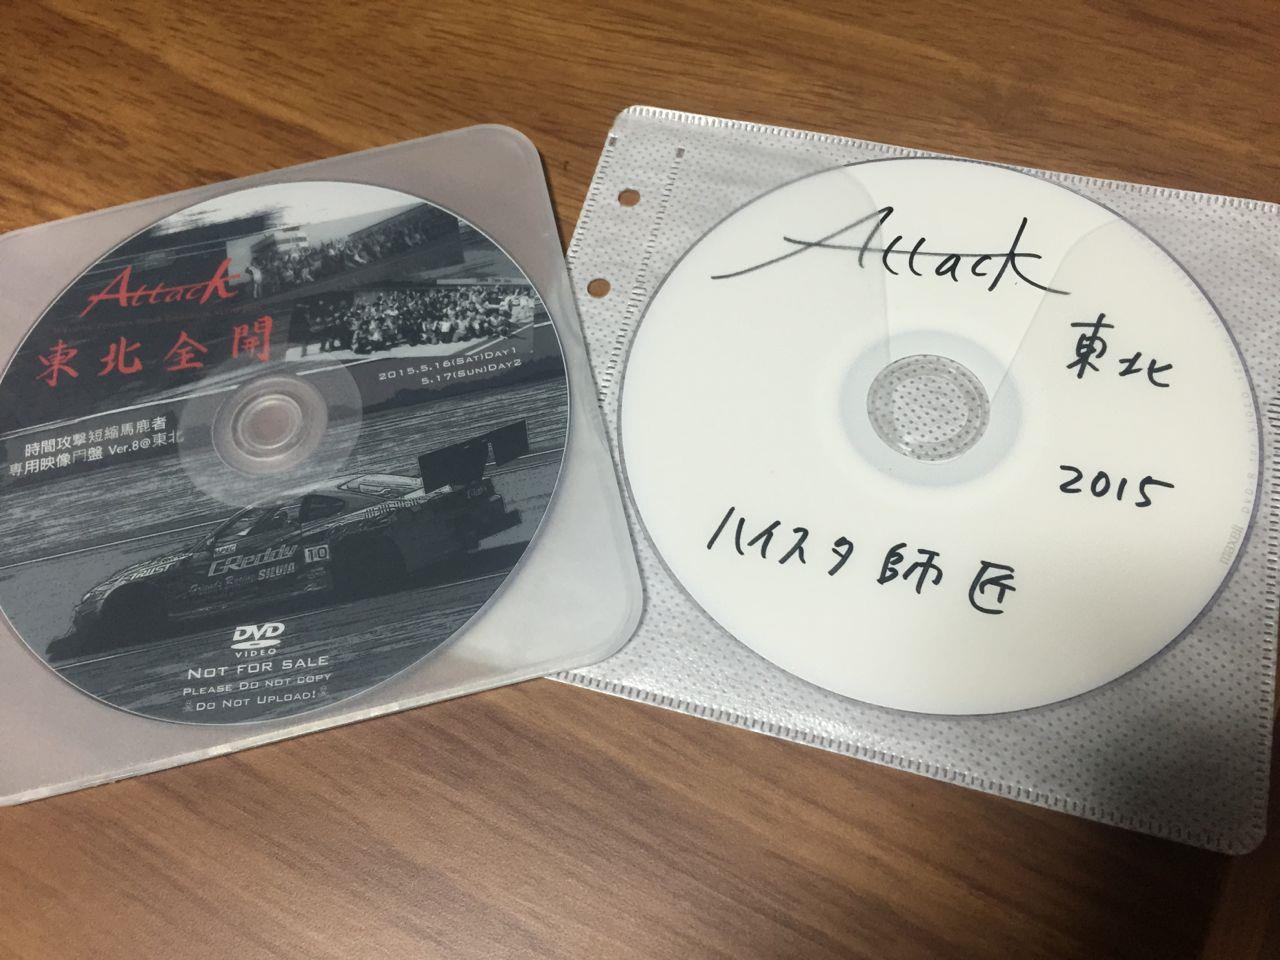 Attack
東北全開
2015.5.16(SAT)DAY1
5.17(SUN)DAY2
時間攻撃短縮馬鹿者
専用映像円盤 Ver.8@東北
TRUST
GReddy
10
SILVIA
DVD
VIDEO
NOT FOR SALE
PLEASE DO NOT COPY
DO NOT UPLOAD!
Attack
東北
2015
ハイスタ師匠